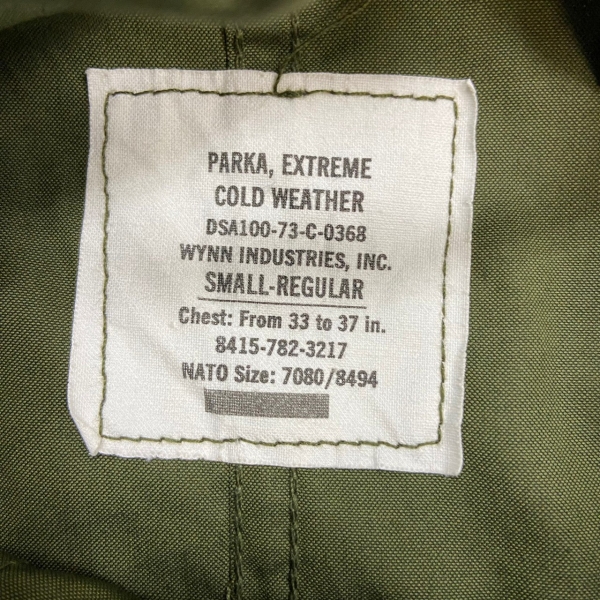 PARKA, EXTREME
COLD WEATHER
DSA100-73-C-0368
WYNN INDUSTRIES, INC.
SMALL-REGULAR
Chest: From 33 to 37 in.
8415-782-3217
NATO Size: 7080/8494